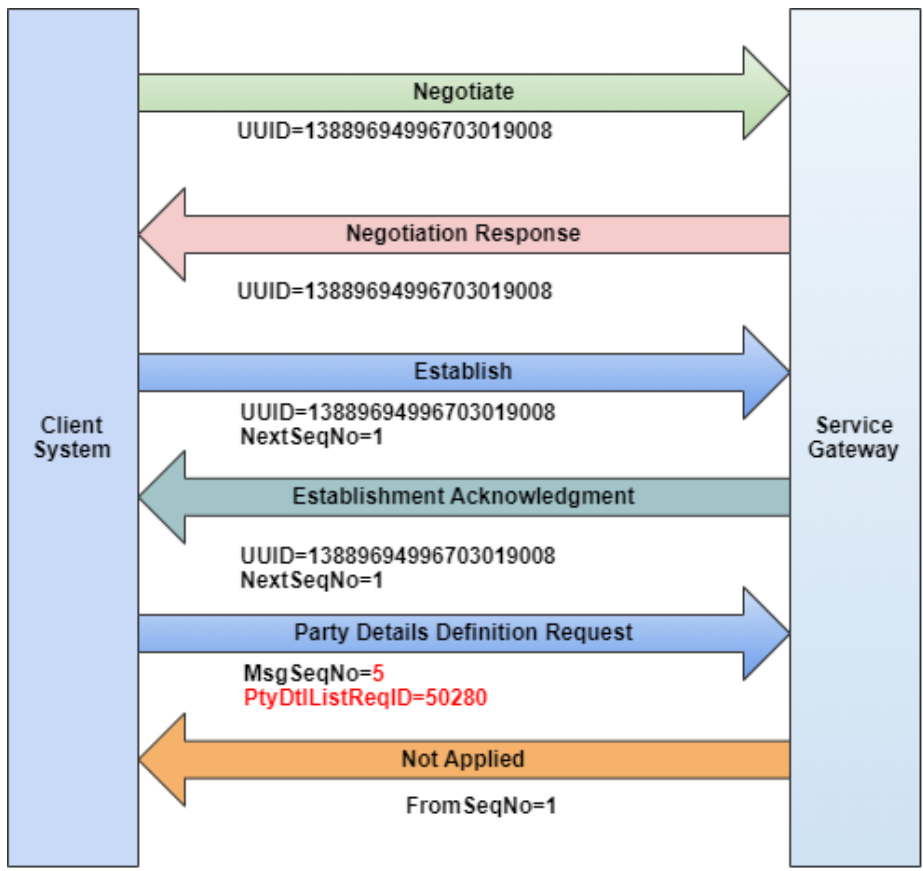 Negotiate
UUID=13889694996703019008
Negotiation Response
UUID=13889694996703019008
Establish
UUID=13889694996703019008
NextSeqNo=1
Client
System
Service
Gateway
Establishment Acknowledgment
UUID=13889694996703019008
NextSeqNo=1
Party Details Definition Request
MsgSeqNo=5
PtyDtlListReqID=50280
Not Applied
FromSeqNo=1